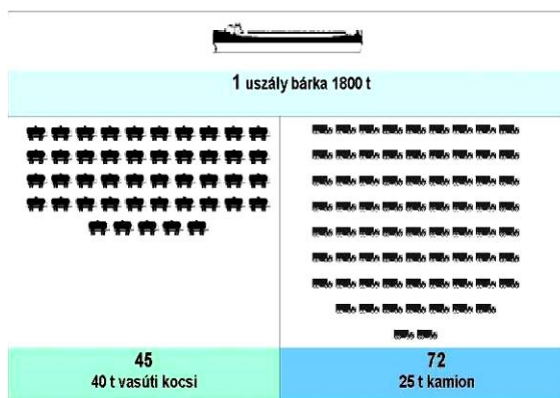 1 uszály bárka 1800 t
45
40 t vasúti kocsi
72
25 t kamion